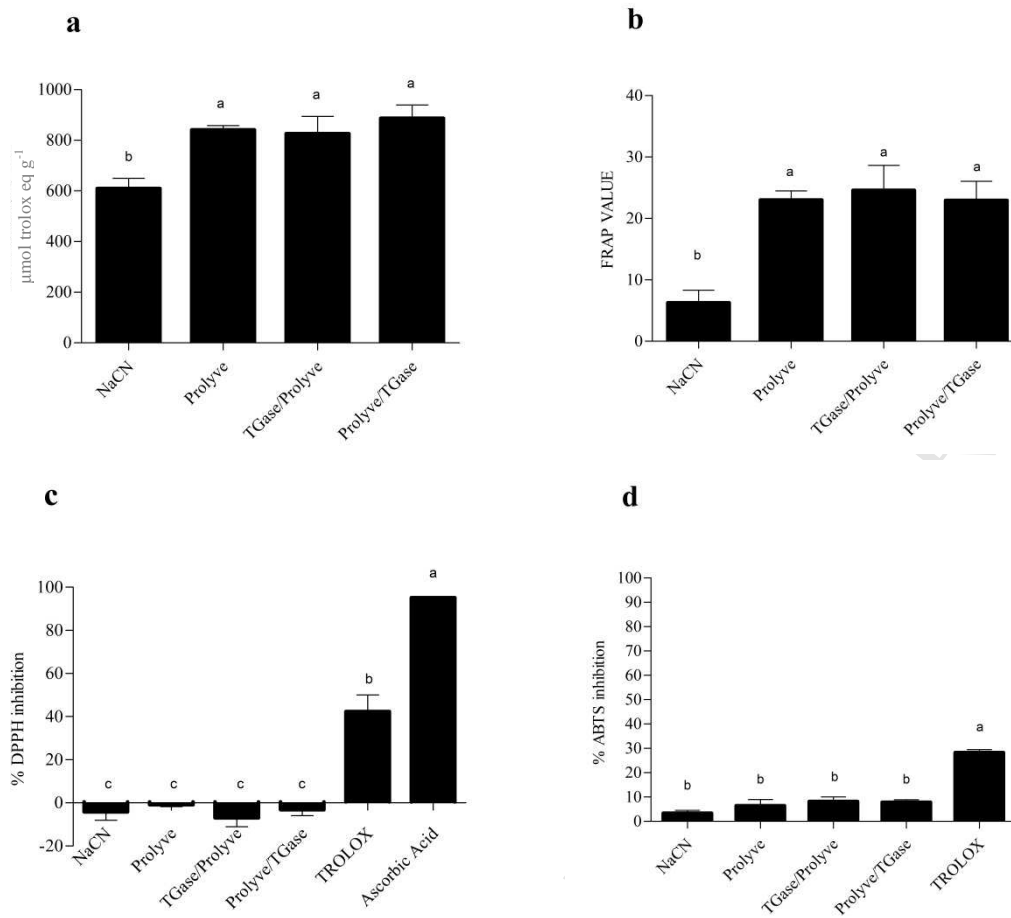 a
1000
800
600
400
200
0
µmol trolox eq g⁻¹
b
a
a
a
NaCN
Prolyve
TGase/Prolyve
Prolyve/TGase
b
40
30
20
10
0
FRAP VALUE
b
a
a
a
NaCN
Prolyve
TGase/Prolyve
Prolyve/TGase
c
100
80
60
40
20
0
-20
% DPPH inhibition
c
c
c
c
b
a
NaCN
Prolyve
TGase/Prolyve
Prolyve/TGase
TROLOX
Ascorbic Acid
d
100
90
80
70
60
50
40
30
20
10
0
% ABTS inhibition
b
b
b
b
a
NaCN
Prolyve
TGase/Prolyve
Prolyve/TGase
TROLOX